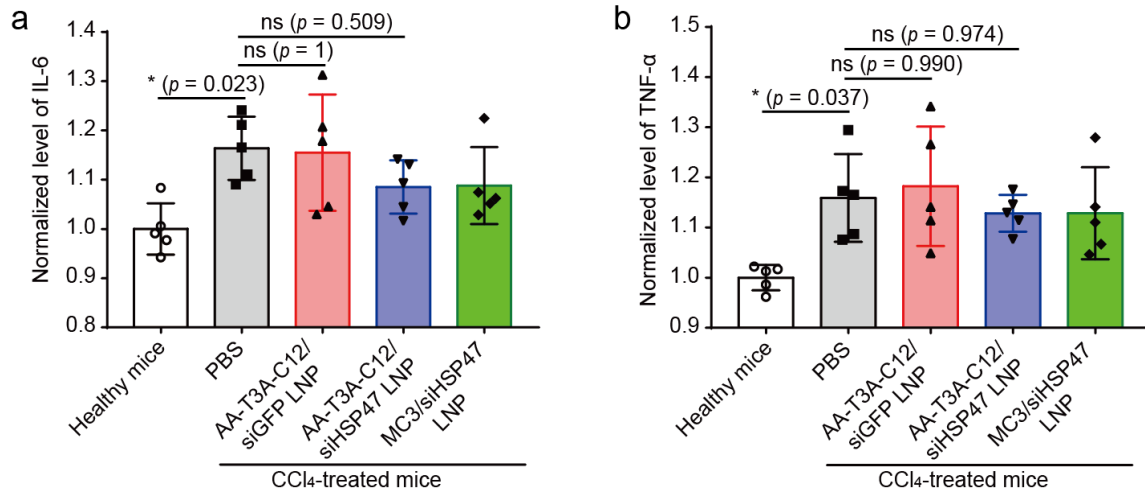 a
Normalized level of IL-6
1.4
1.3
1.2
1.1
1.0
0.9
0.8
ns (p = 0.509)
ns (p = 1)
* (p = 0.023)
Healthy mice
PBS
AA-T3A-C12/
siGFP LNP
AA-T3A-C12/
siHSP47 LNP
MC3/siHSP47
LNP
CCl₄-treated mice
b
Normalized level of TNF-α
1.5
1.4
1.3
1.2
1.1
1.0
0.9
ns (p = 0.974)
ns (p = 0.990)
* (p = 0.037)
Healthy mice
PBS
AA-T3A-C12/
siGFP LNP
AA-T3A-C12/
siHSP47 LNP
MC3/siHSP47
LNP
CCl₄-treated mice